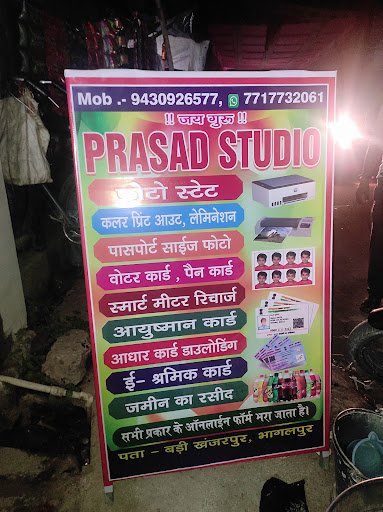 Mob .- 9430926577, 7717732061
!! जय गुरू !!
PRASAD STUDIO
फोटो स्टेट
कलर प्रिंट आउट, लेमिनेशन
पासपोर्ट साईज फोटो
वोटर कार्ड , पैन कार्ड
स्मार्ट मीटर रिचार्ज
आयुष्मान कार्ड
आधार कार्ड डाउलोडिंग
ई- श्रमिक कार्ड
जमीन का रसीद
सभी प्रकार के ऑनलाईन फॉर्म भरा जाता है।
पता - बड़ी खंजरपुर, भागलपुर